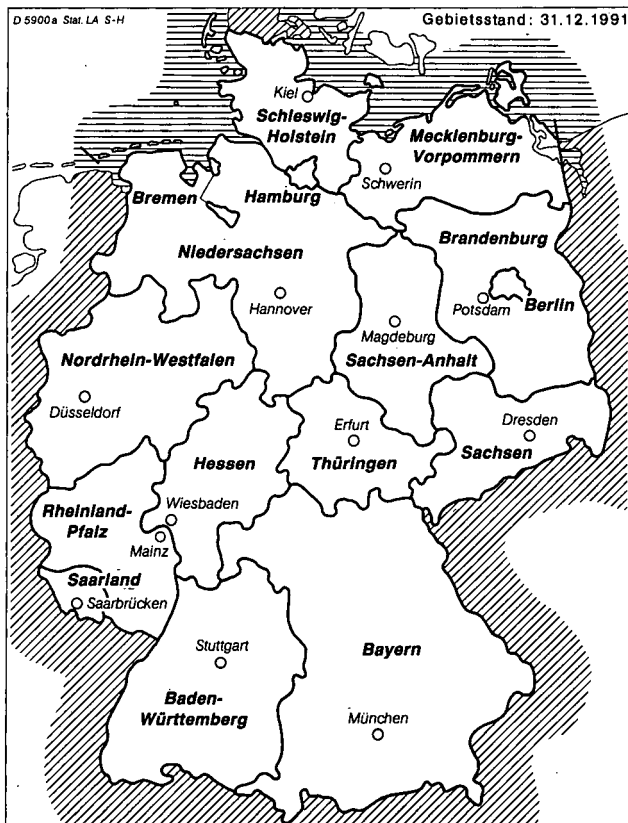 D 5900a Stat. LA S-H
Gebietsstand: 31.12.1991
Kiel
Schleswig-
Holstein
Mecklenburg-
Vorpommern
Schwerin
Bremen
Hamburg
Niedersachsen
Brandenburg
Hannover
Potsdam
Berlin
Magdeburg
Nordrhein-Westfalen
Sachsen-Anhalt
Düsseldorf
Erfurt
Dresden
Hessen
Thüringen
Sachsen
Wiesbaden
Rheinland-
Pfalz
Mainz
Saarland
Saarbrücken
Stuttgart
Bayern
Baden-
Württemberg
München